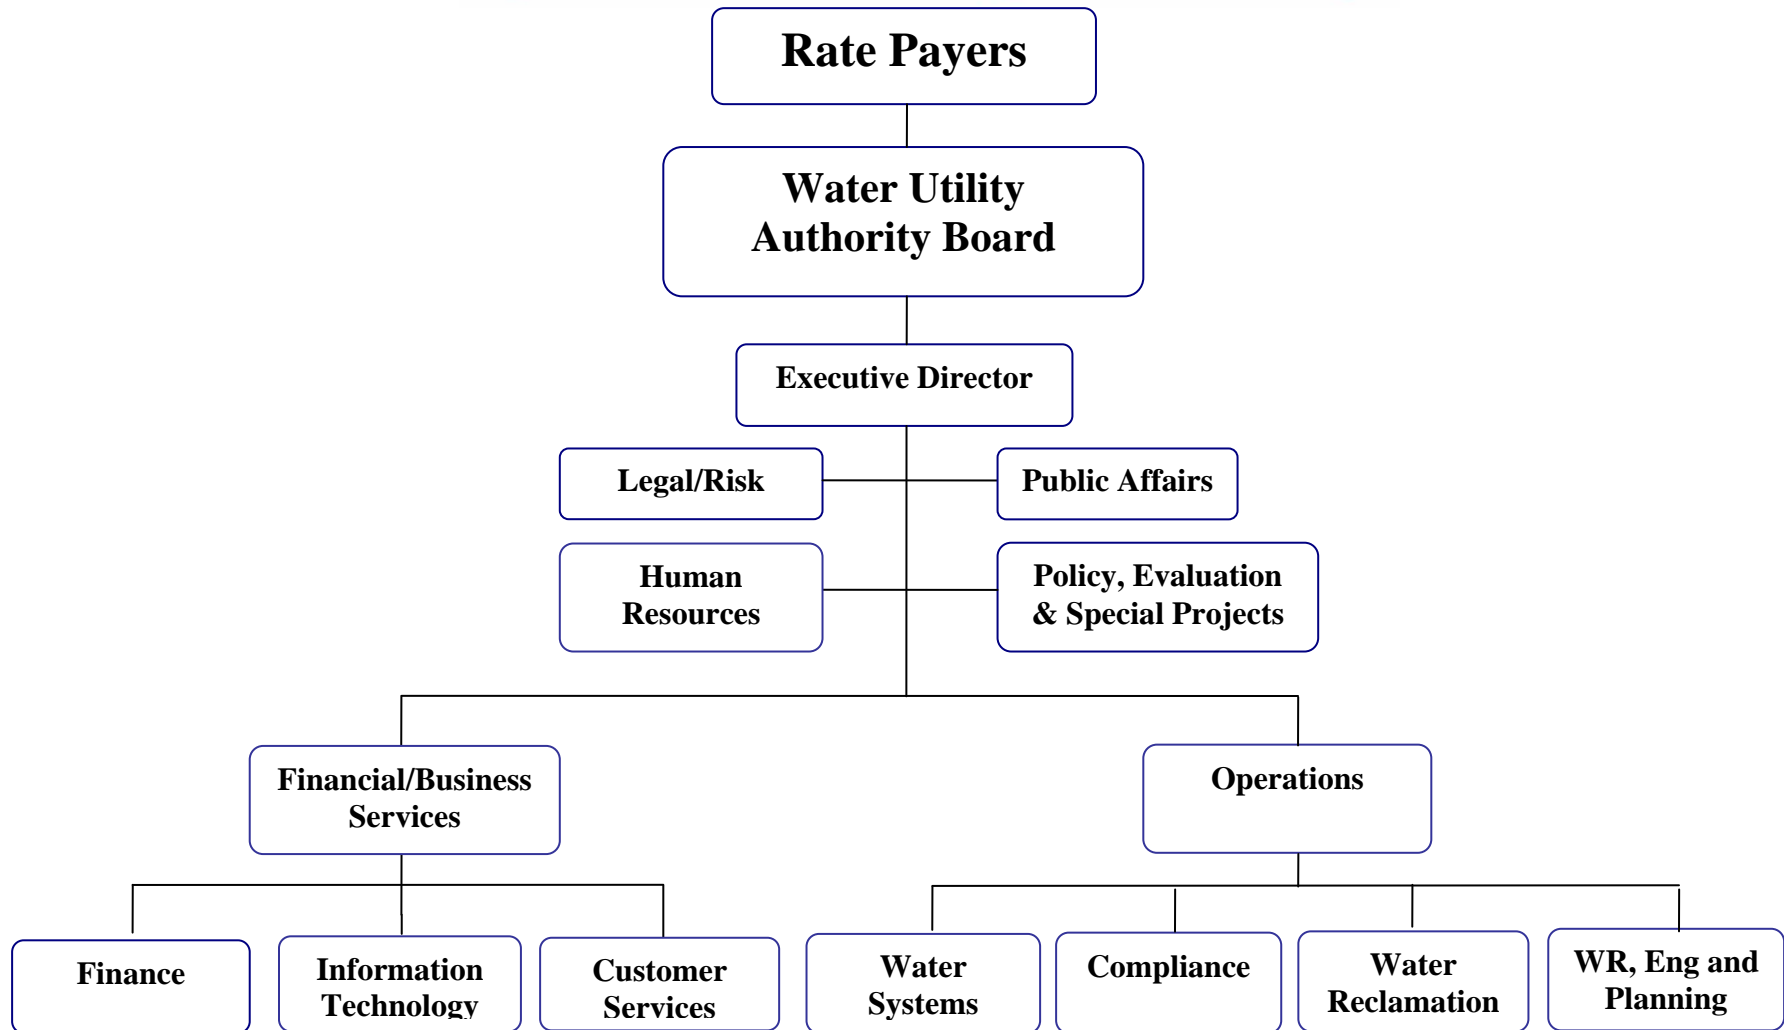 Rate Payers
Water Utility
Authority Board
Executive Director
Legal/Risk
Public Affairs
Human
Resources
Policy, Evaluation
& Special Projects
Financial/Business
Services
Operations
Finance
Information
Technology
Customer
Services
Water
Systems
Compliance
Water
Reclamation
WR, Eng and
Planning